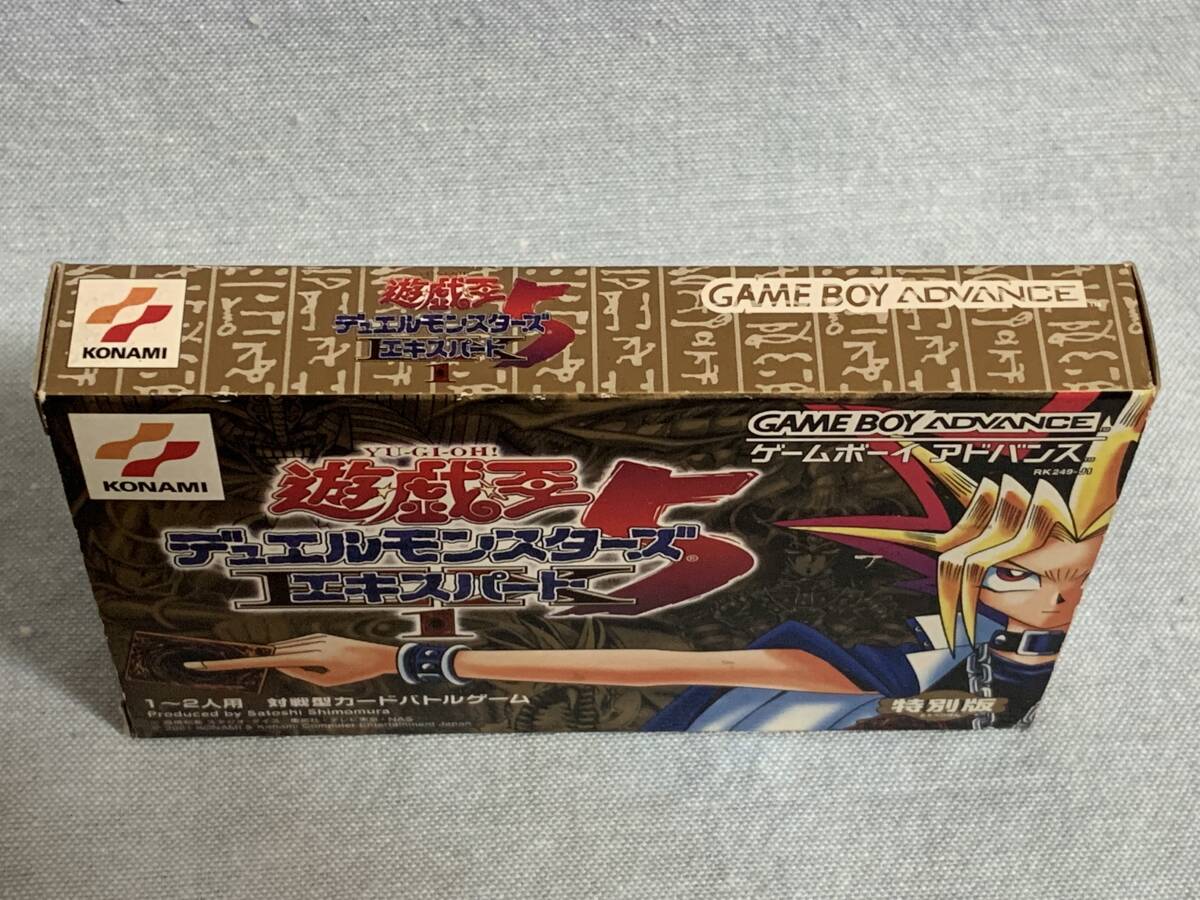 KONAMI
遊戯王
デュエルモンスターズ5
エキスパート
1
GAME BOY ADVANCE
KONAMI
YU-GI-OH!
遊戯王
デュエルモンスターズ5
エキスパート
1
GAME BOY ADVANCE
ゲームボーイ アドバンス
1〜2人用 対戦型カードバトルゲーム
Produced by Satoshi Shimomura
特別版